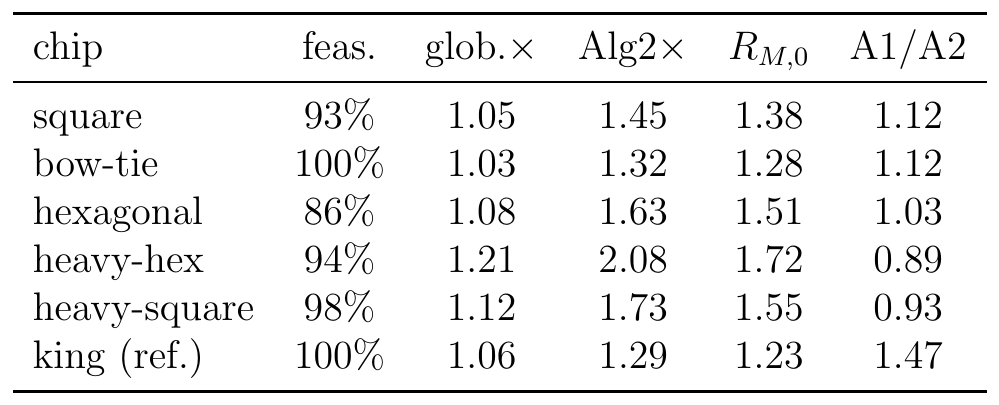 chip feas. glob.× Alg2× R_{M,0} A1/A2
square 93% 1.05 1.45 1.38 1.12
bow-tie 100% 1.03 1.32 1.28 1.12
hexagonal 86% 1.08 1.63 1.51 1.03
heavy-hex 94% 1.21 2.08 1.72 0.89
heavy-square 98% 1.12 1.73 1.55 0.93
king (ref.) 100% 1.06 1.29 1.23 1.47